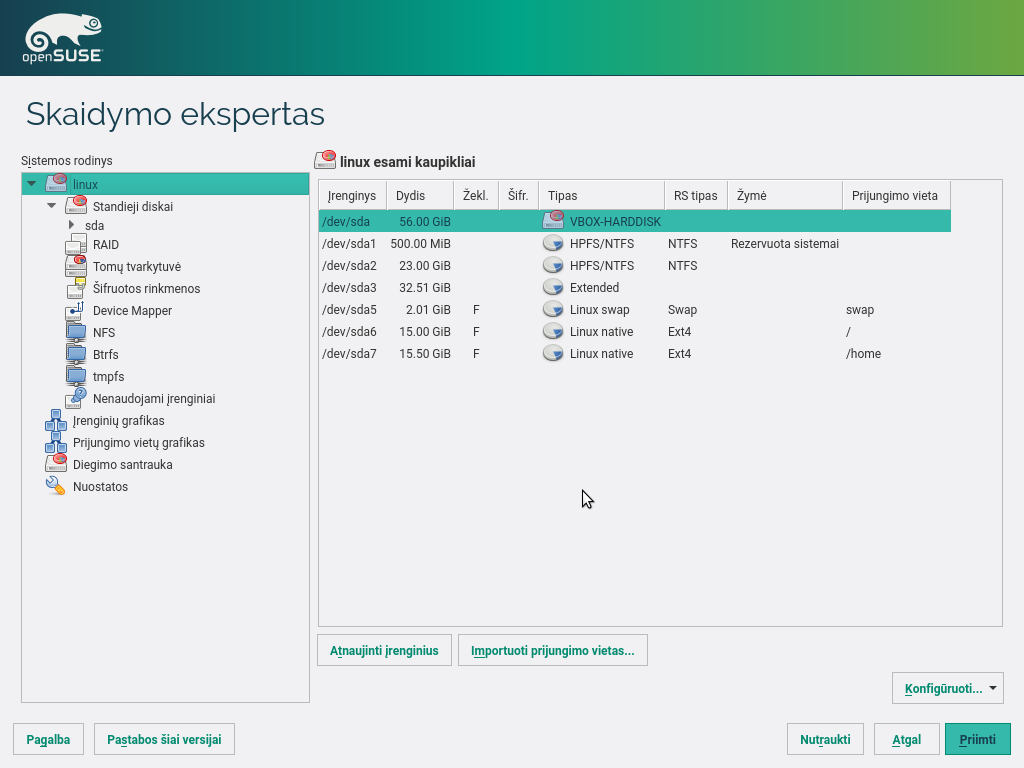 openSUSE
Skaidymo ekspertas
Sistemos rodinys
linux
Standieji diskai
sda
RAID
Tomų tvarkytuvė
Šifruotos rinkmenos
Device Mapper
NFS
Btrfs
tmpfs
Nenaudojami įrenginiai
Įrenginių grafikas
Prijungimo vietų grafikas
Diegimo santrauka
Nuostatos
linux esami kaupikliai
Įrenginys Dydis Žekl. Šifr. Tipas RS tipas Žymė Prijungimo vieta
/dev/sda 56.00 GiB VBOX-HARDDISK
/dev/sda1 500.00 MiB HPFS/NTFS NTFS Rezervuota sistemai
/dev/sda2 23.00 GiB HPFS/NTFS NTFS
/dev/sda3 32.51 GiB Extended
/dev/sda5 2.01 GiB F Linux swap Swap swap
/dev/sda6 15.00 GiB F Linux native Ext4 /
/dev/sda7 15.50 GiB F Linux native Ext4 /home
Atnaujinti įrenginius Importuoti prijungimo vietas...
Konfigūruoti...
Pagalba Pastabos šiai versijai Nutraukti Atgal Priimti